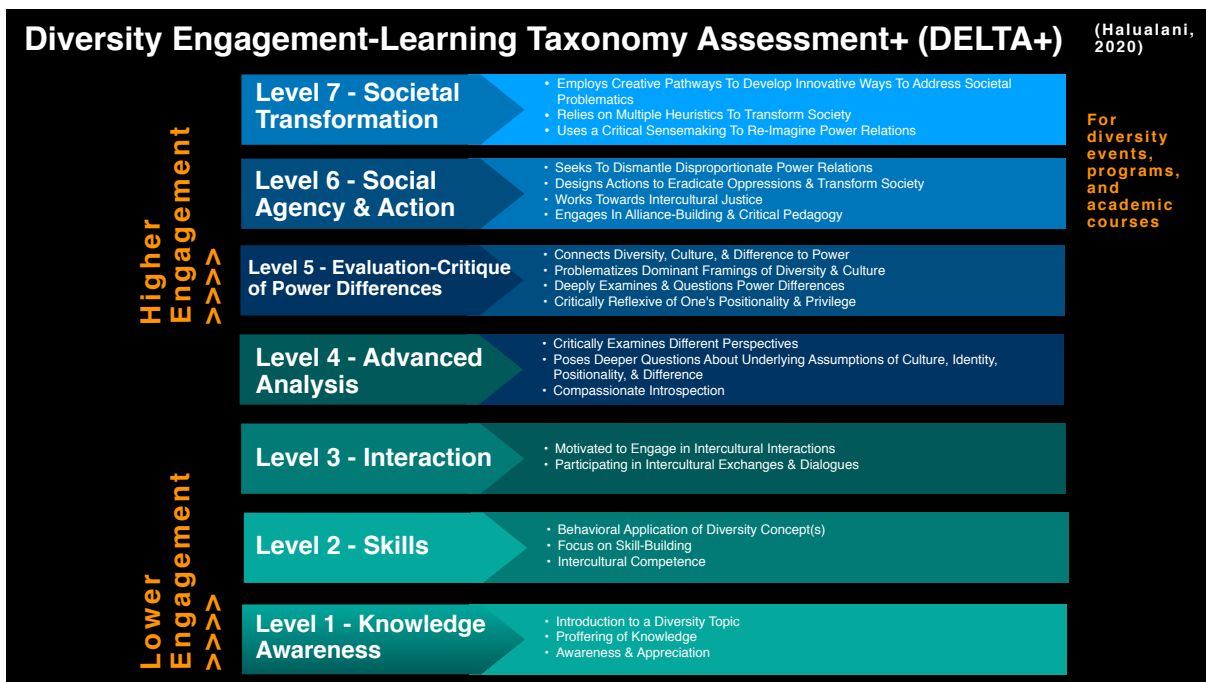 Diversity Engagement-Learning Taxonomy Assessment+ (DELTA+)
(Halualani,
2020)
For
diversity
events,
programs,
and
academic
courses
Higher
Engagement
>>>>
Level 7 - Societal
Transformation
• Employs Creative Pathways To Develop Innovative Ways To Address Societal
Problematics
• Relies on Multiple Heuristics To Transform Society
• Uses a Critical Sensemaking To Re-Imagine Power Relations
Level 6 - Social
Agency & Action
• Seeks To Dismantle Disproportionate Power Relations
• Designs Actions to Eradicate Oppressions & Transform Society
• Works Towards Intercultural Justice
• Engages In Alliance-Building & Critical Pedagogy
Level 5 - Evaluation-Critique
of Power Differences
• Connects Diversity, Culture, & Difference to Power
• Problematizes Dominant Framings of Diversity & Culture
• Deeply Examines & Questions Power Differences
• Critically Reflexive of One's Positionality & Privilege
Level 4 - Advanced
Analysis
• Critically Examines Different Perspectives
• Poses Deeper Questions About Underlying Assumptions of Culture, Identity,
Positionality, & Difference
• Compassionate Introspection
Lower
Engagement
>>>>
Level 3 - Interaction
• Motivated to Engage in Intercultural Interactions
• Participating in Intercultural Exchanges & Dialogues
Level 2 - Skills
• Behavioral Application of Diversity Concept(s)
• Focus on Skill-Building
• Intercultural Competence
Level 1 - Knowledge
Awareness
• Introduction to a Diversity Topic
• Proffering of Knowledge
• Awareness & Appreciation